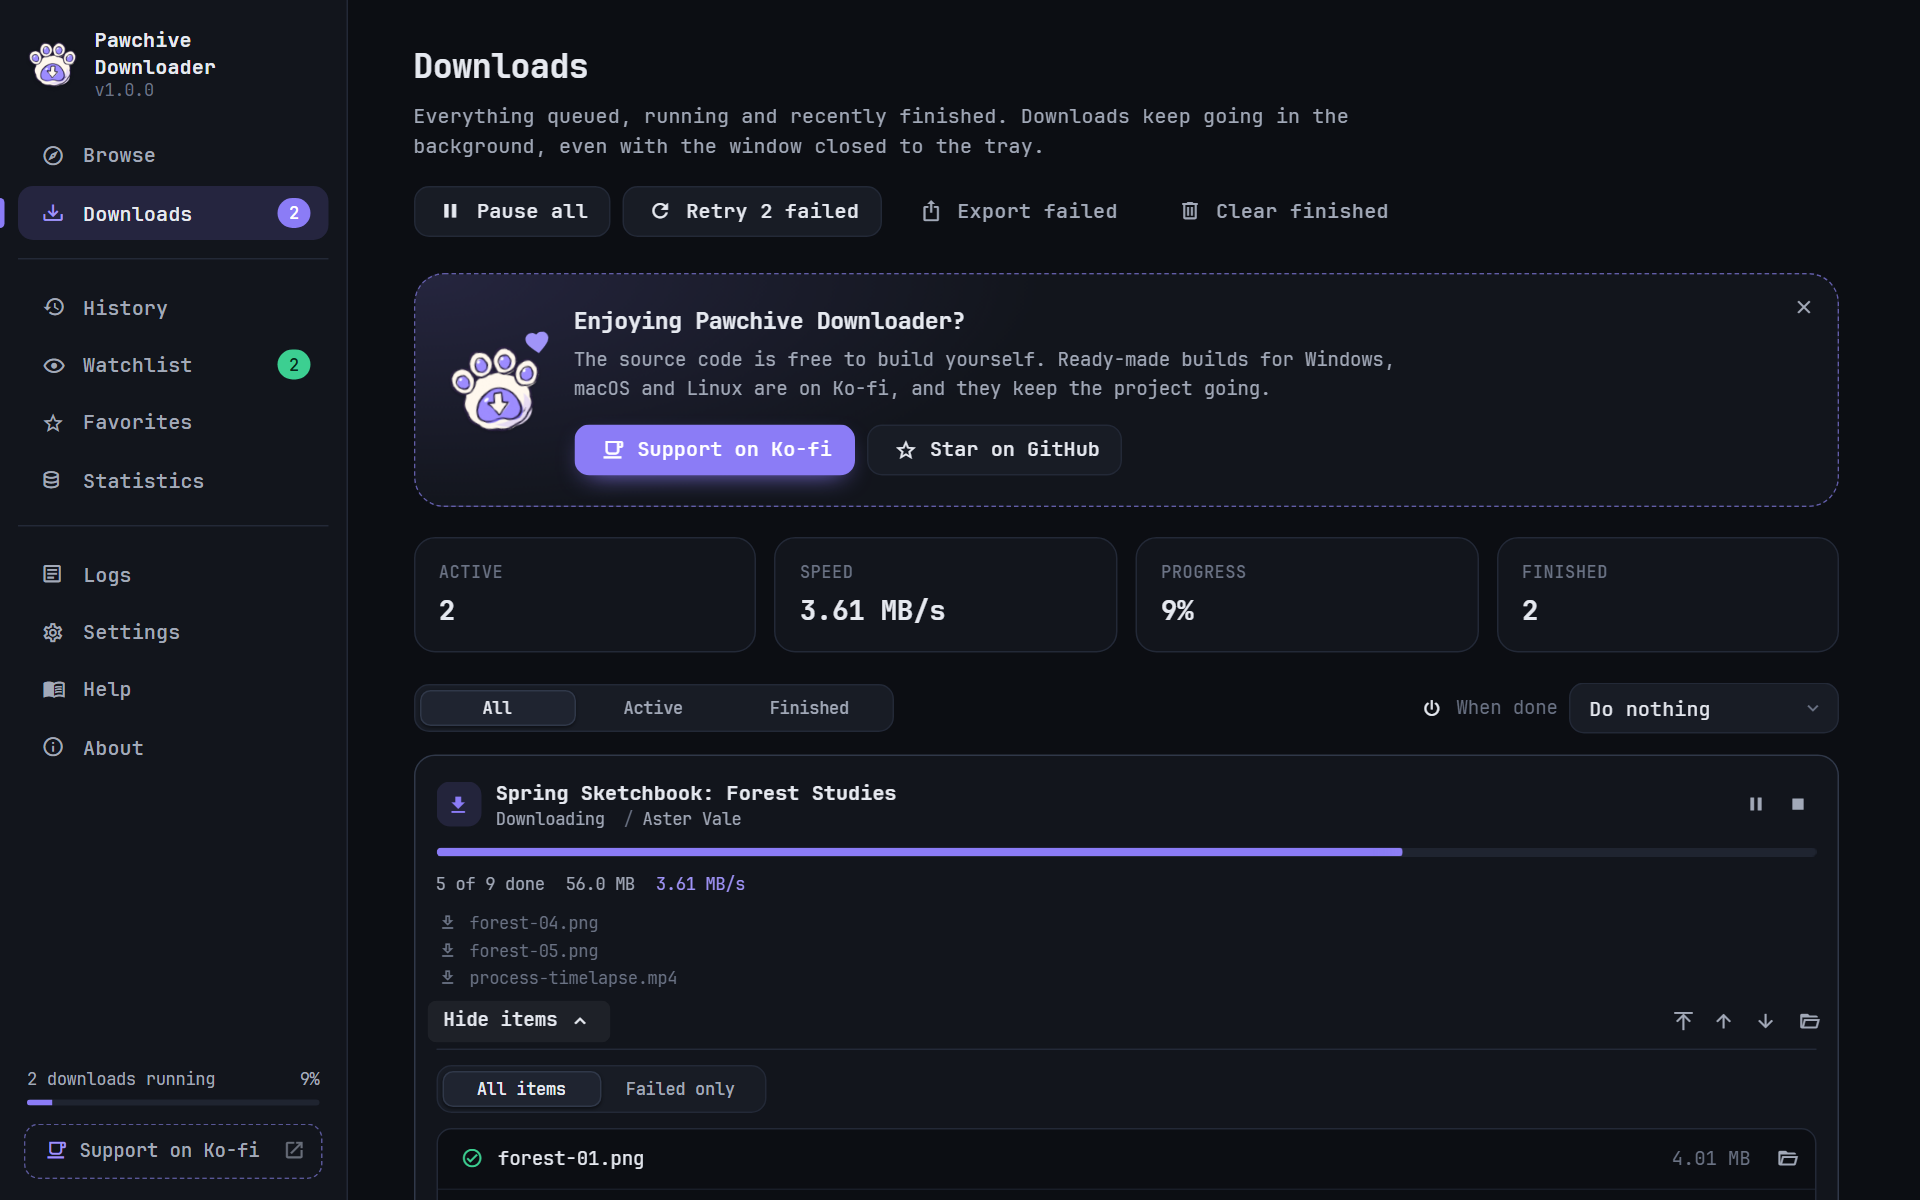 Pawchive
Downloader
v1.0.0
Browse
Downloads 2
History
Watchlist 2
Favorites
Statistics
Logs
Settings
Help
About
2 downloads running 9%
Support on Ko-fi
Downloads
Everything queued, running and recently finished. Downloads keep going in the
background, even with the window closed to the tray.
Pause all Retry 2 failed Export failed Clear finished
Enjoying Pawchive Downloader?
The source code is free to build yourself. Ready-made builds for Windows,
macOS and Linux are on Ko-fi, and they keep the project going.
Support on Ko-fi Star on GitHub
ACTIVE SPEED PROGRESS FINISHED
2 3.61 MB/s 9% 2
All Active Finished When done Do nothing
Spring Sketchbook: Forest Studies
Downloading / Aster Vale
5 of 9 done 56.0 MB 3.61 MB/s
forest-04.png
forest-05.png
process-timelapse.mp4
Hide items
All items Failed only
forest-01.png 4.01 MB